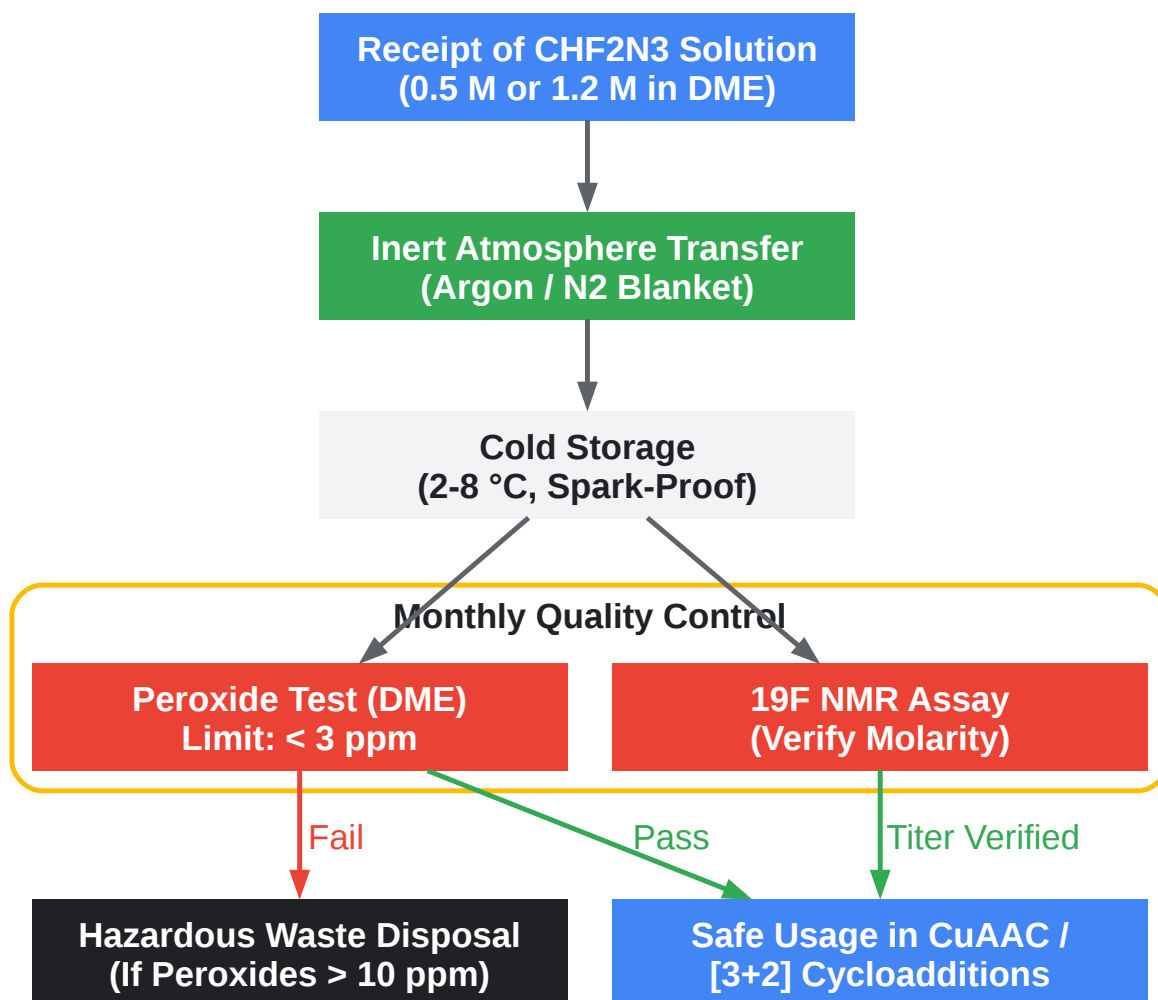 Receipt of CHF2N3 Solution
(0.5 M or 1.2 M in DME)
Inert Atmosphere Transfer
(Argon / N2 Blanket)
Cold Storage
(2-8 °C, Spark-Proof)
Monthly Quality Control
Peroxide Test (DME)
Limit: < 3 ppm
19F NMR Assay
(Verify Molarity)
Fail
Pass
Titer Verified
Hazardous Waste Disposal
(If Peroxides > 10 ppm)
Safe Usage in CuAAC /
[3+2] Cycloadditions